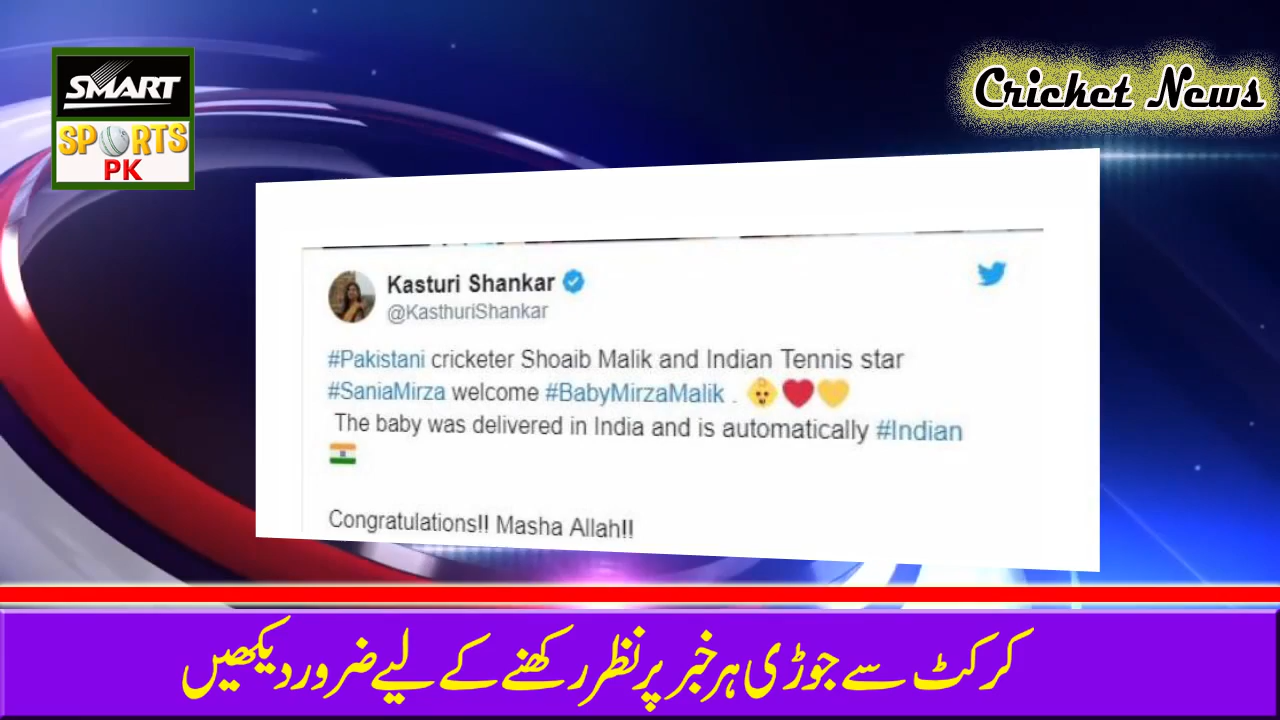 SMART
SPORTS
PK
Cricket News
Kasturi Shankar
@KasthuriShankar
#Pakistani cricketer Shoaib Malik and Indian Tennis star
#SaniaMirza welcome #BabyMirzaMalik . 👶❤️💛
The baby was delivered in India and is automatically #Indian
🇮🇳
Congratulations!! Masha Allah!!
کرکٹ سے جوڑی ہر خبر پر نظر رکھنے کے لیے ضرور دیکھیں